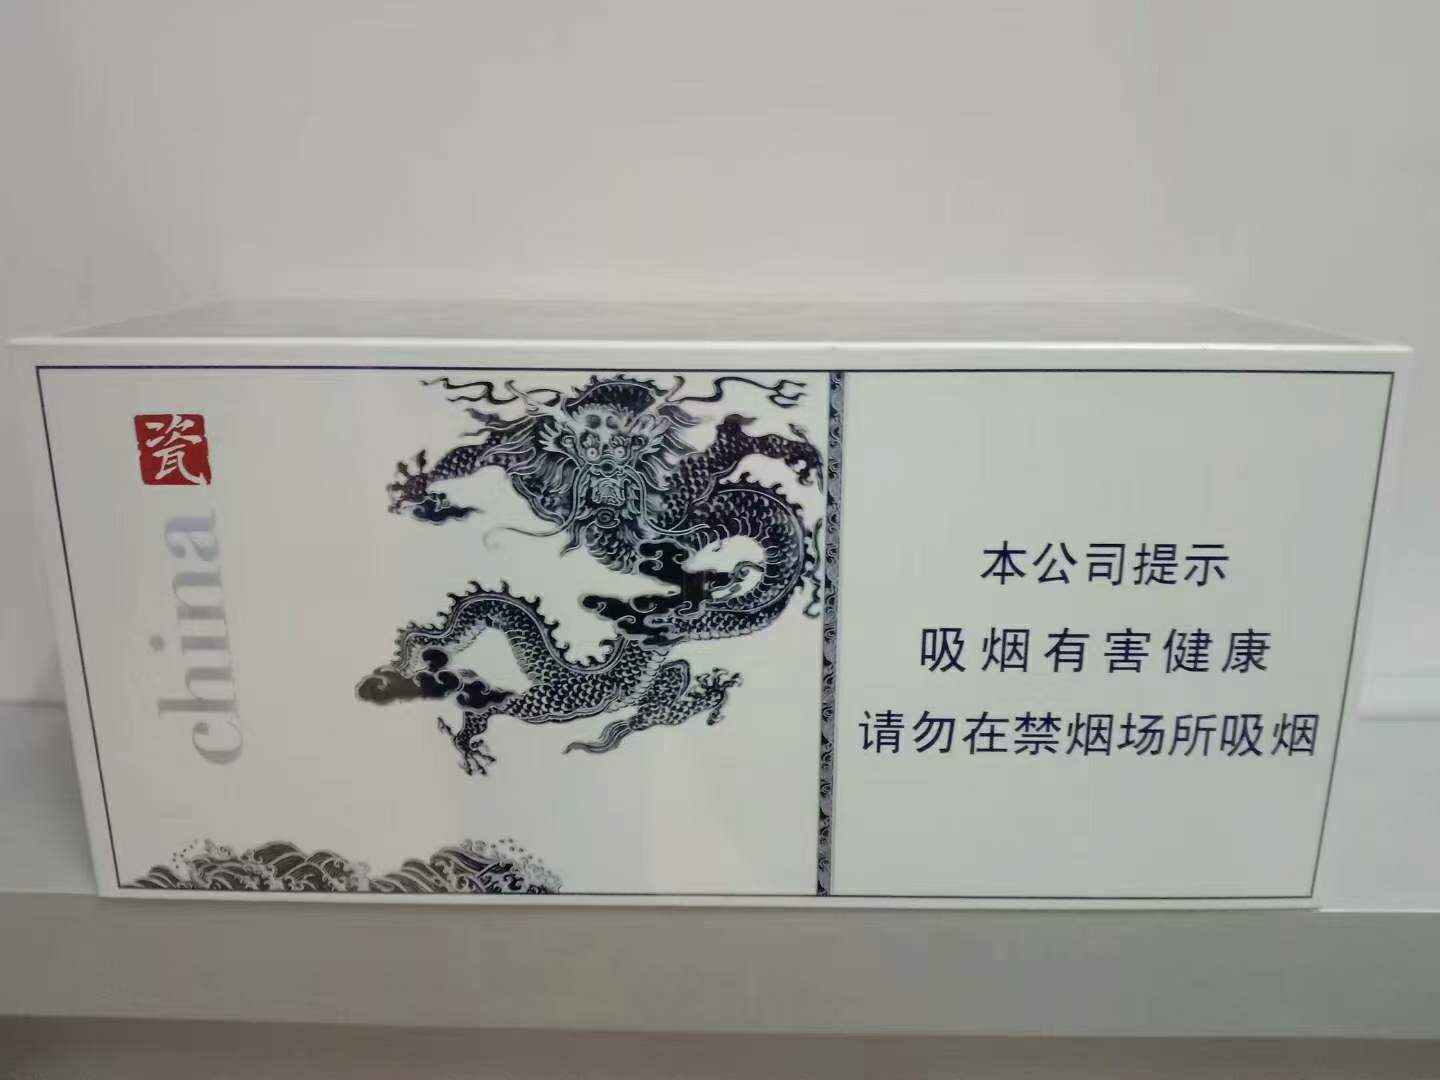 瓷
china
本公司提示
吸烟有害健康
请勿在禁烟场所吸烟